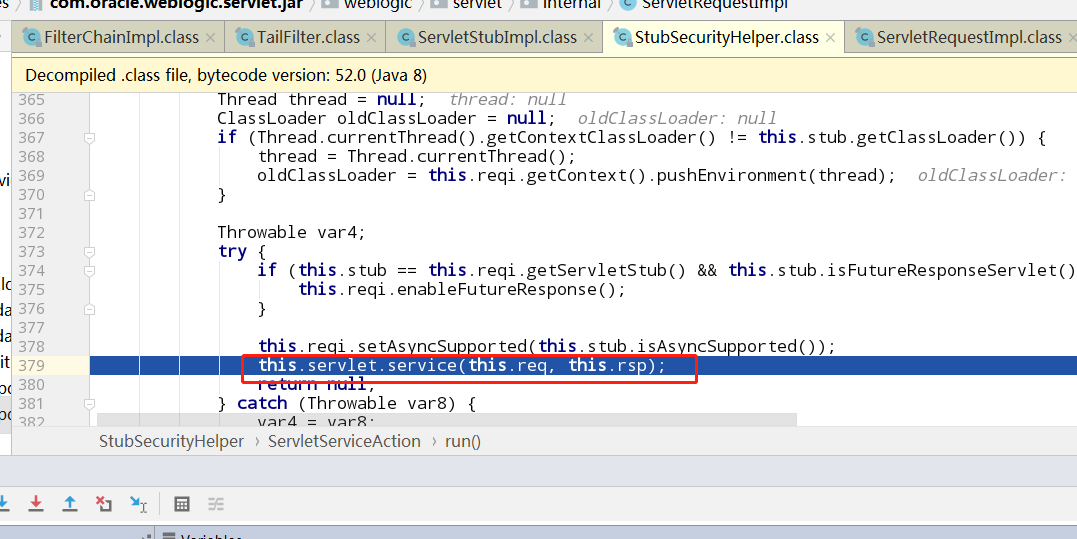 com.oracle.weblogic.servlet.jar weblogic servlet internal ServletRequestImpl
FilterChainImpl.class × TailFilter.class × ServletStubImpl.class × StubSecurityHelper.class × ServletRequestImpl.class ×
Decompiled .class file, bytecode version: 52.0 (Java 8)
365 Thread thread = null; thread: null
366 ClassLoader oldClassLoader = null; oldClassLoader: null
367 if (Thread.currentThread().getContextClassLoader() != this.stub.getClassLoader()) {
368 thread = Thread.currentThread();
369 oldClassLoader = this.reqi.getContext().pushEnvironment(thread); oldClassLoader:
370 }
371
372 Throwable var4;
373 try {
374 if (this.stub == this.reqi.getServletStub() && this.stub.isFutureResponseServlet()
375 this.reqi.enableFutureResponse();
376 }
377
378 this.reqi.setAsyncSupported(this.stub.isAsyncSupported());
379 this.servlet.service(this.req, this.rsp);
380 return null;
381 } catch (Throwable var8) {
382 var4 = var8;
StubSecurityHelper › ServletServiceAction › run()
Variables